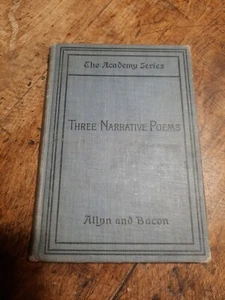 The Academy Series
Three Narrative Poems
Allyn and Bacon